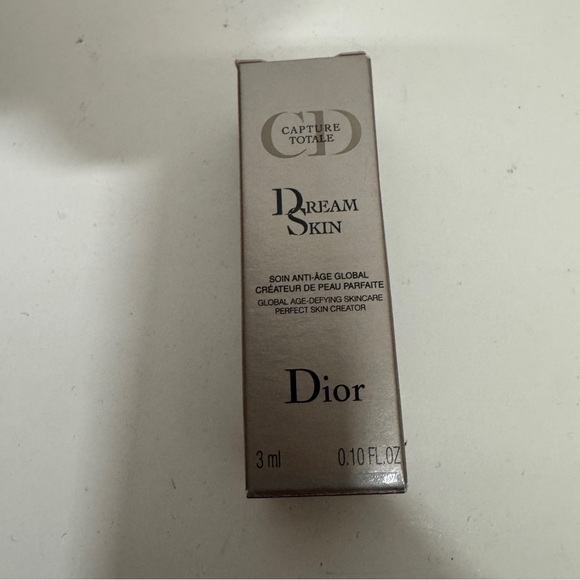 CD
CAPTURE
TOTALE
DREAM
SKIN
SOIN ANTI-ÂGE GLOBAL
CRÉATEUR DE PEAU PARFAITE
GLOBAL AGE-DEFYING SKINCARE
PERFECT SKIN CREATOR
Dior
3 ml 0.10 FL.OZ